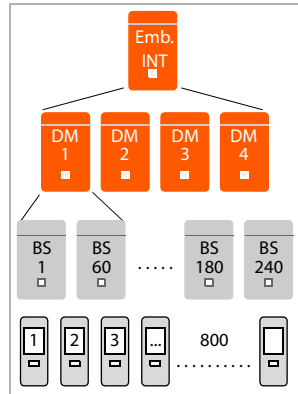 Emb.
INT
DM DM DM DM
1 2 3 4
BS BS BS BS
1 60 ..... 180 240
1 2 3 ... 800
..........